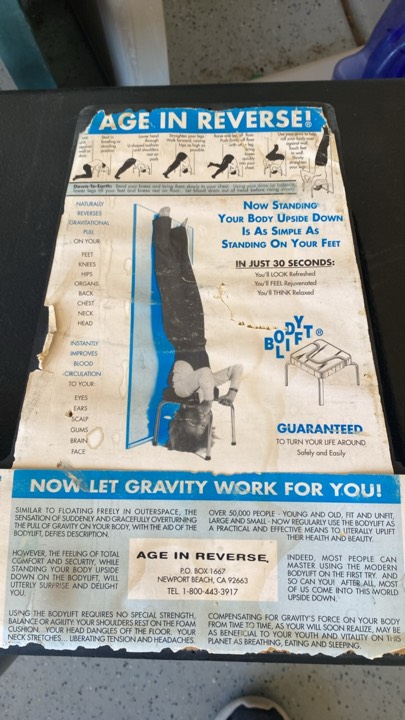 AGE IN REVERSE!®
NATURALLY
REVERSES
GRAVITATIONAL
PULL
ON YOUR
FEET
KNEES
HIPS
ORGANS
BACK
CHEST
NECK
HEAD
INSTANTLY
IMPROVES
BLOOD
CIRCULATION
TO YOUR:
EYES
EARS
SCALP
GUMS
BRAIN
FACE
NOW STANDING
YOUR BODY UPSIDE DOWN
IS AS SIMPLE AS
STANDING ON YOUR FEET
IN JUST 30 SECONDS:
You'll LOOK Refreshed
You'll FEEL Rejuvenated
You'll THINK Relaxed
BODY
LIFT®
GUARANTEED
TO TURN YOUR LIFE AROUND
Safely and Easily
NOW LET GRAVITY WORK FOR YOU!
SIMILAR TO FLOATING FREELY IN OUTERSPACE, THE
SENSATION OF SUDDENLY AND GRACEFULLY OVERTURNING
THE PULL OF GRAVITY ON YOUR BODY, WITH THE AID OF THE
BODYLIFT, DEFIES DESCRIPTION.
HOWEVER, THE FEELING OF TOTAL
COMFORT AND SECURITY, WHILE
STANDING YOUR BODY UPSIDE
DOWN ON THE BODYLIFT, WILL
UTTERLY SURPRISE AND DELIGHT
YOU.
USING THE BODYLIFT REQUIRES NO SPECIAL STRENGTH,
BALANCE OR AGILITY. YOUR SHOULDERS REST ON THE FOAM
CUSHION. YOUR HEAD DANGLES OFF THE FLOOR. YOUR
NECK STRETCHES... LIBERATING TENSION AND HEADACHES.
AGE IN REVERSE,
P.O. BOX 1667
NEWPORT BEACH, CA 92663
TEL. 1-800-443-3917
OVER 50,000 PEOPLE - YOUNG AND OLD, FIT AND UNFIT,
LARGE AND SMALL - NOW REGULARLY USE THE BODYLIFT AS
A PRACTICAL AND EFFECTIVE MEANS TO UTERALLY UPLIFT
THEIR HEALTH AND BEAUTY.
INDEED, MOST PEOPLE CAN
MASTER USING THE MODERN
BODYLIFT ON THE FIRST TRY. AND
SO CAN YOU! AFTER ALL, MOST
OF US COME INTO THIS WORLD
UPSIDE DOWN.
COMPENSATING FOR GRAVITY'S FORCE ON YOUR BODY
FROM TIME TO TIME, AS YOUR WILL SOON REALIZE, MAY BE
AS BENEFICIAL TO YOUR YOUTH AND VITALITY ON THIS
PLANET AS BREATHING, EATING AND SLEEPING.